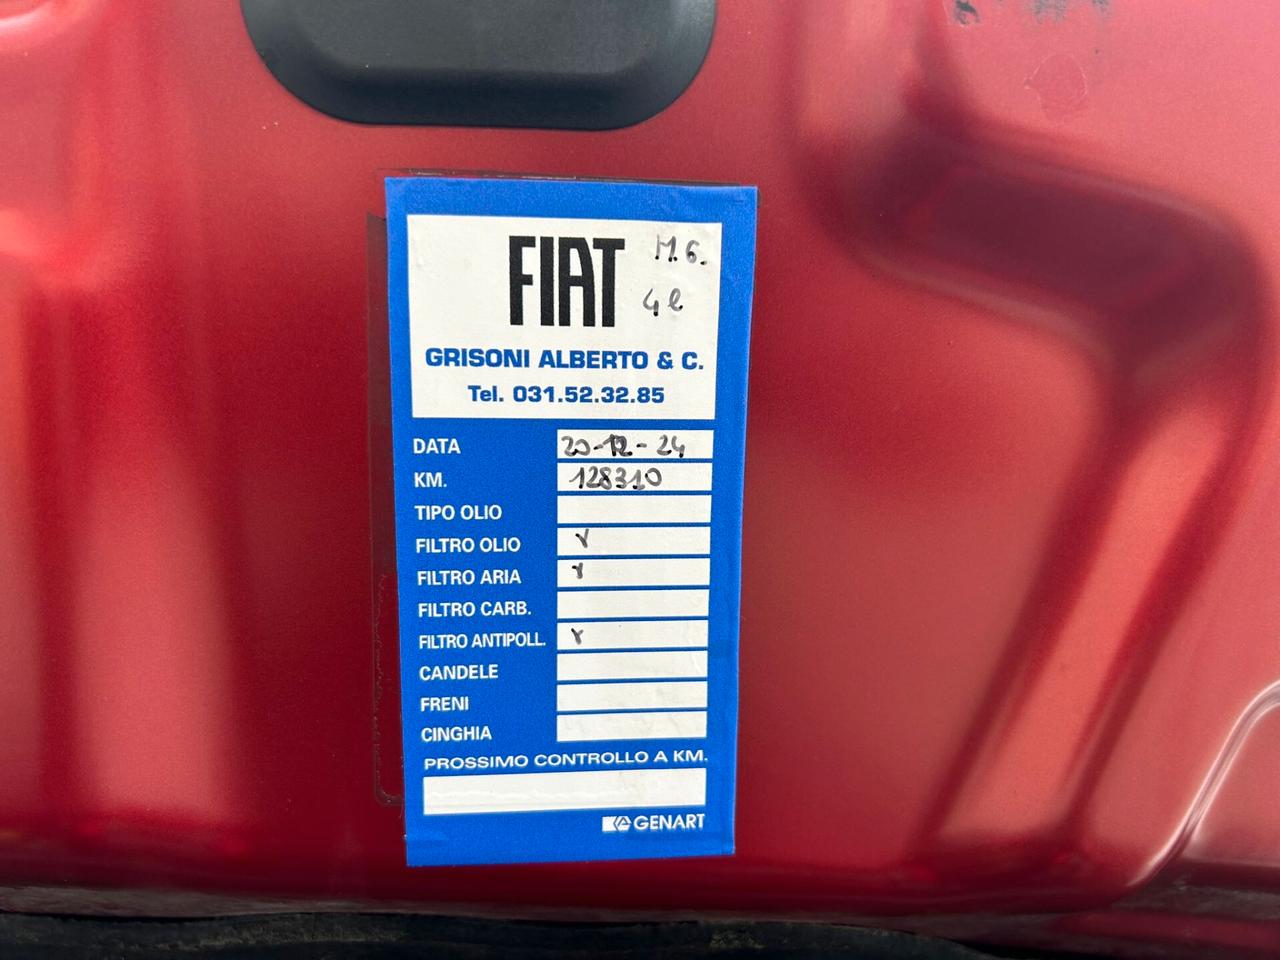 FIAT M.6.
4 l
GRISONI ALBERTO & C.
Tel. 031.52.32.85
DATA 20-12-24
KM. 128310
TIPO OLIO
FILTRO OLIO x
FILTRO ARIA x
FILTRO CARB.
FILTRO ANTIPOLL. x
CANDELE
FRENI
CINGHIA
PROSSIMO CONTROLLO A KM.
GENART